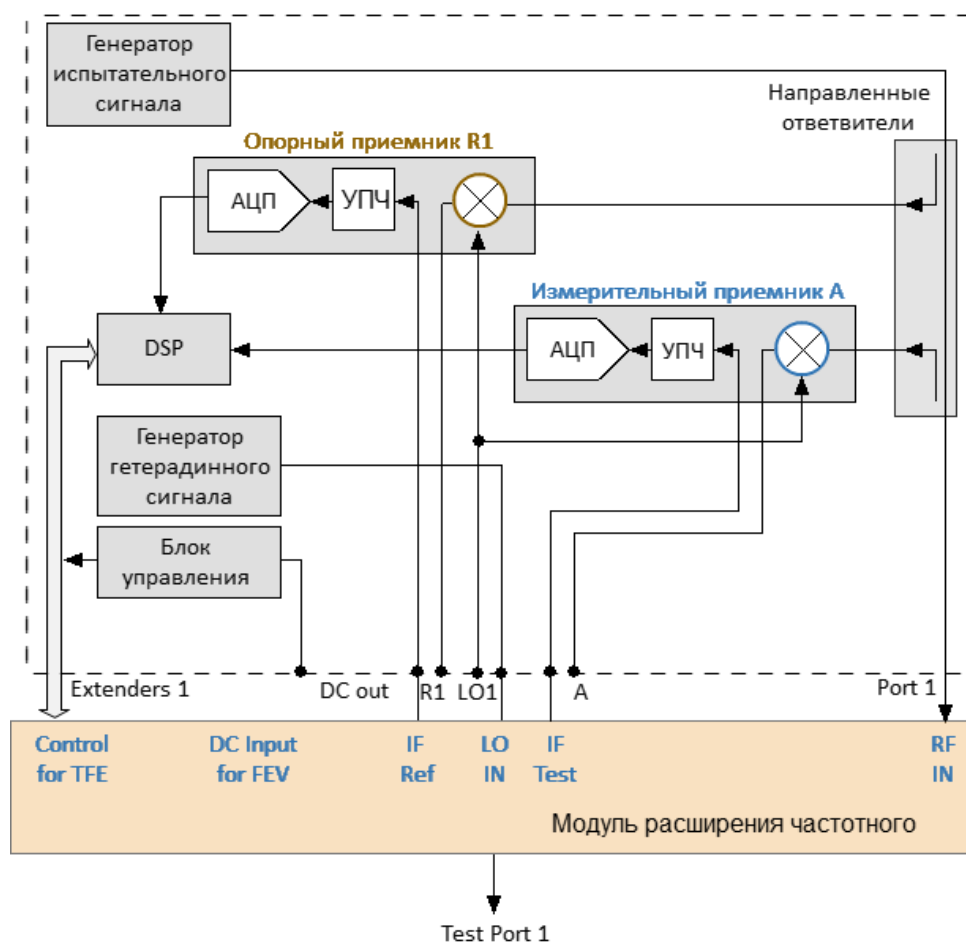 Генератор
испытательного
сигнала
Направленные
ответвители
Опорный приемник R1
АЦП
УПЧ
Измерительный приемник A
DSP
АЦП
УПЧ
Генератор
гетерадинного
сигнала
Блок
управления
Extenders 1
DC out
R1
LO1
A
Port 1
Control
for TFE
DC Input
for FEV
IF
Ref
LO
IN
IF
Test
RF
IN
Модуль расширения частотного
Test Port 1